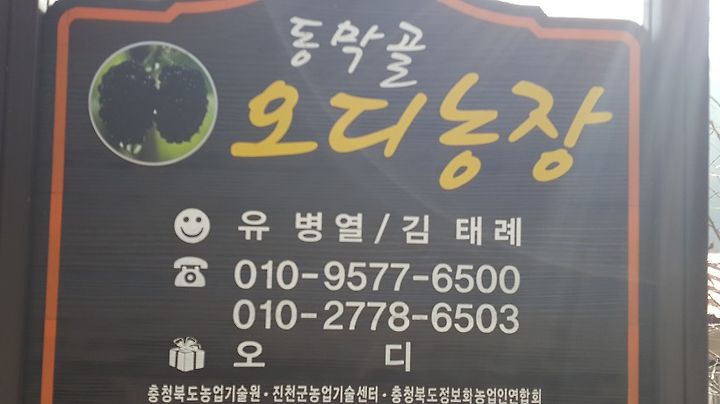 동막골
오디농장
유 병열/김 태례
010-9577-6500
010-2778-6503
오 디
충청북도농업기술원·진천군농업기술센터·충청북도정보화농업인연합회